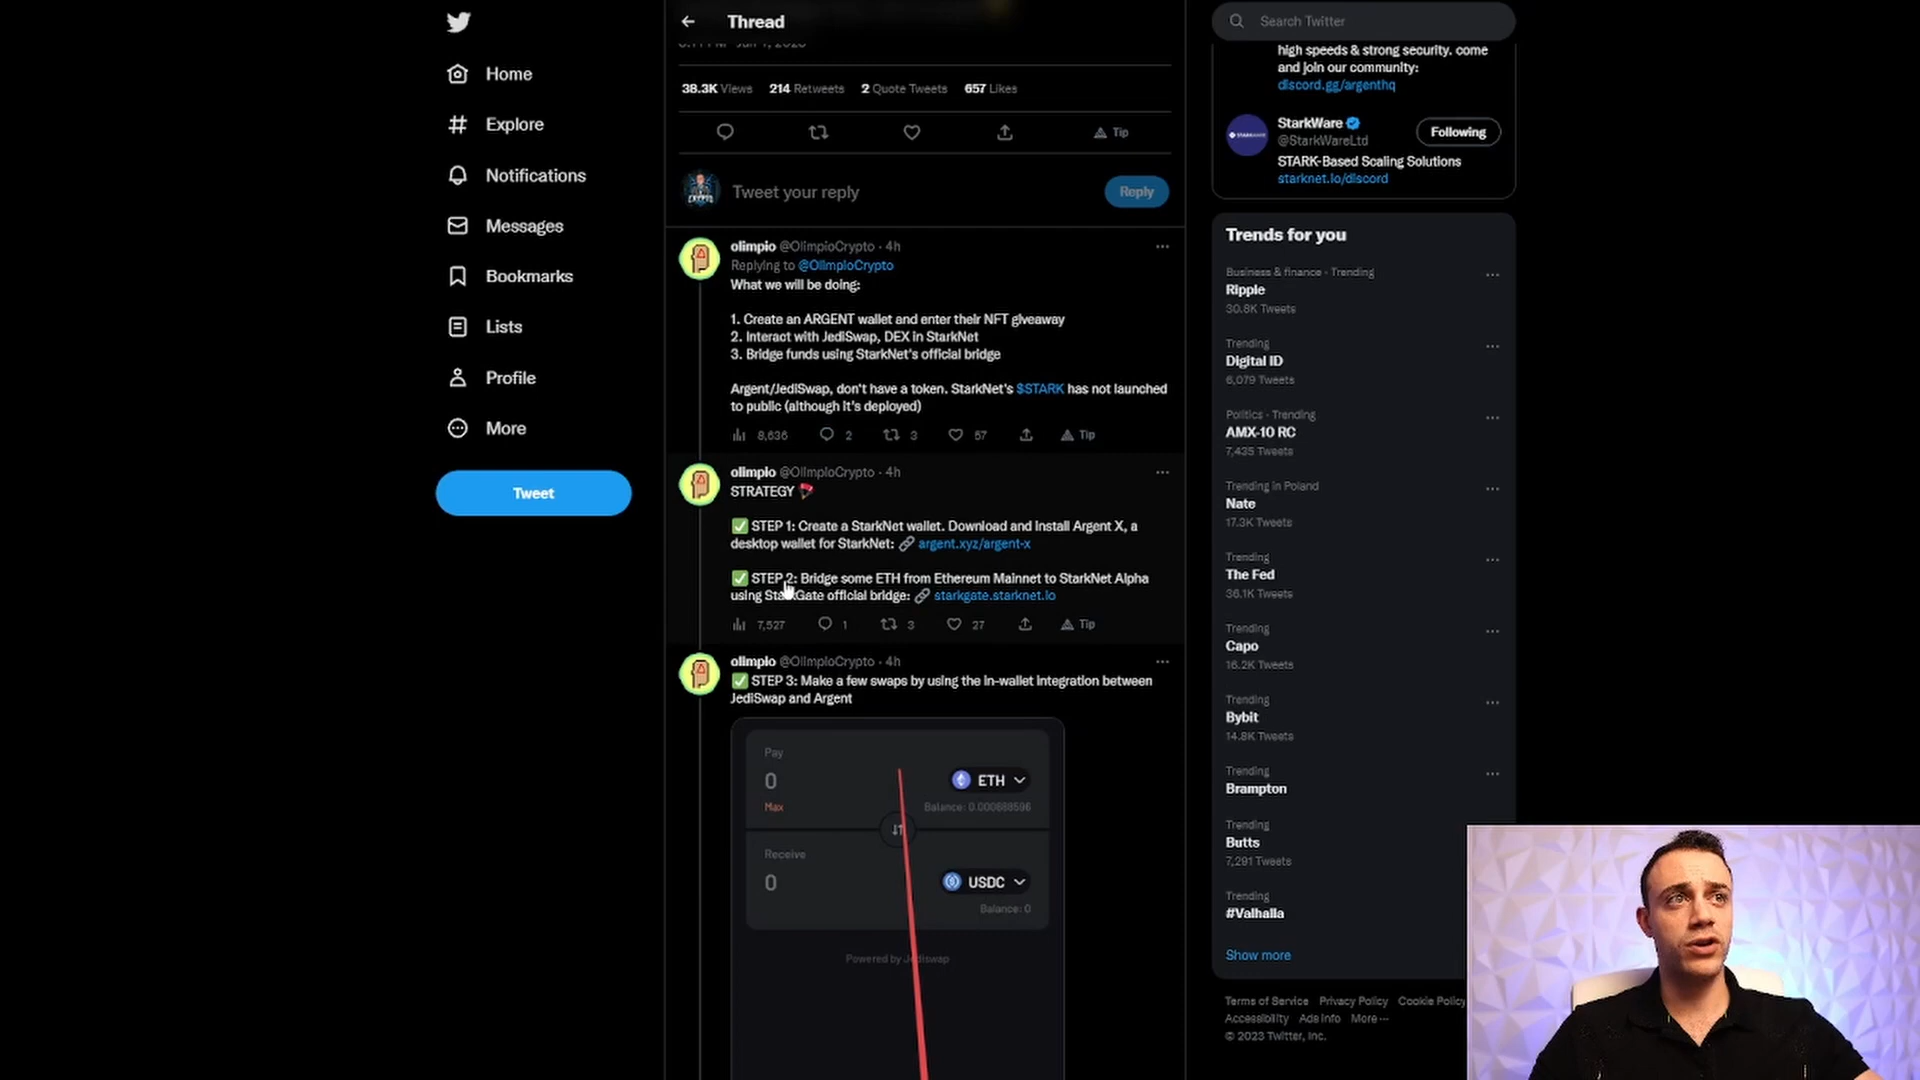 Home
Explore
Notifications
Messages
Bookmarks
Lists
Profile
More
Tweet
Thread
38.3K Views 214 Retweets 2 Quote Tweets 657 Likes
Tip
Tweet your reply
Reply
olimpio @OlimpioCrypto · 4h
Replying to @OlimpioCrypto
What we will be doing:
1. Create an ARGENT wallet and enter their NFT giveaway
2. Interact with JediSwap, DEX in StarkNet
3. Bridge funds using StarkNet's official bridge
Argent/JediSwap, don't have a token. StarkNet's $STARK has not launched
to public (although it's deployed)
8,636 2 3 57 Tip
olimpio @OlimpioCrypto · 4h
STRATEGY
✅ STEP 1: Create a StarkNet wallet. Download and install Argent X, a
desktop wallet for StarkNet: 🔗 argent.xyz/argent-x
✅ STEP 2: Bridge some ETH from Ethereum Mainnet to StarkNet Alpha
using StarkGate official bridge: 🔗 starkgate.starknet.io
7,527 1 3 27 Tip
olimpio @OlimpioCrypto · 4h
✅ STEP 3: Make a few swaps by using the in-wallet integration between
JediSwap and Argent
Pay
0 ETH
Max Balance: 0.000688596
Receive
0 USDC
Balance: 0
Powered by Jediswap
Search Twitter
high speeds & strong security. come
and join our community:
discord.gg/argenthq
StarkWare
@StarkWareLtd
Following
STARK-Based Scaling Solutions
starknet.io/discord
Trends for you
Business & finance · Trending
Ripple
30.8K Tweets
Trending
Digital ID
6,079 Tweets
Politics · Trending
AMX-10 RC
7,435 Tweets
Trending in Poland
Nate
17.3K Tweets
Trending
The Fed
36.1K Tweets
Trending
Capo
16.2K Tweets
Trending
Bybit
14.8K Tweets
Trending
Brampton
Trending
Butts
7,291 Tweets
Trending
#Valhalla
Show more
Terms of Service Privacy Policy Cookie Policy
Accessibility Ads info More ···
© 2023 Twitter, Inc.